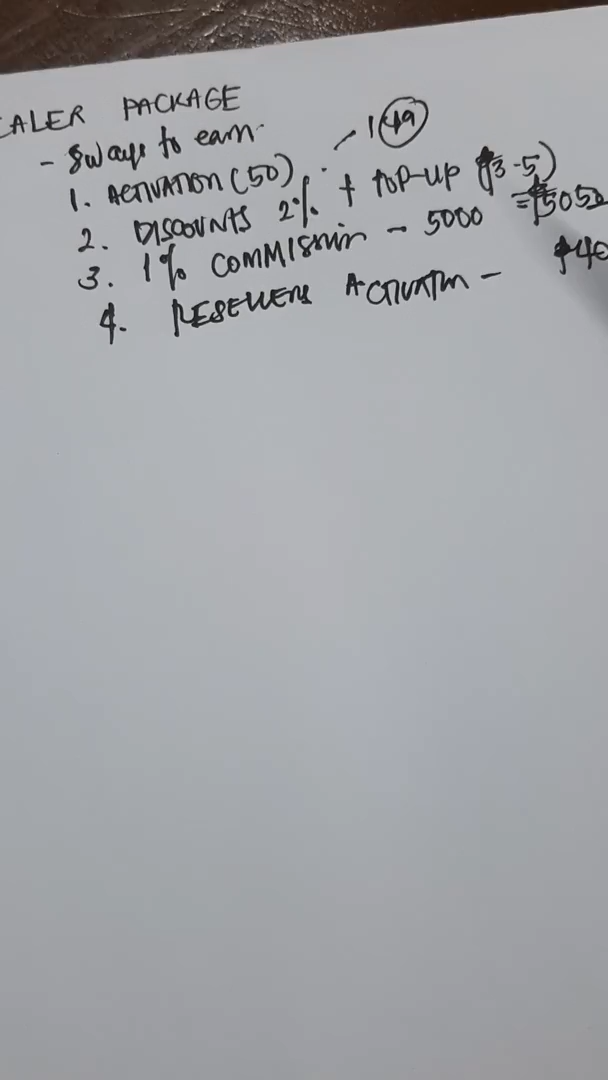 EALER PACKAGE
- 8 ways to earn.
1. ACTIVATION (50) - 1 49
2. DISCOUNTS 2% + TOP-UP (₱3-5)
3. 1% COMMISSION - 5000 = ₱5050
4. RESELLERS ACTIVATION - ₱40